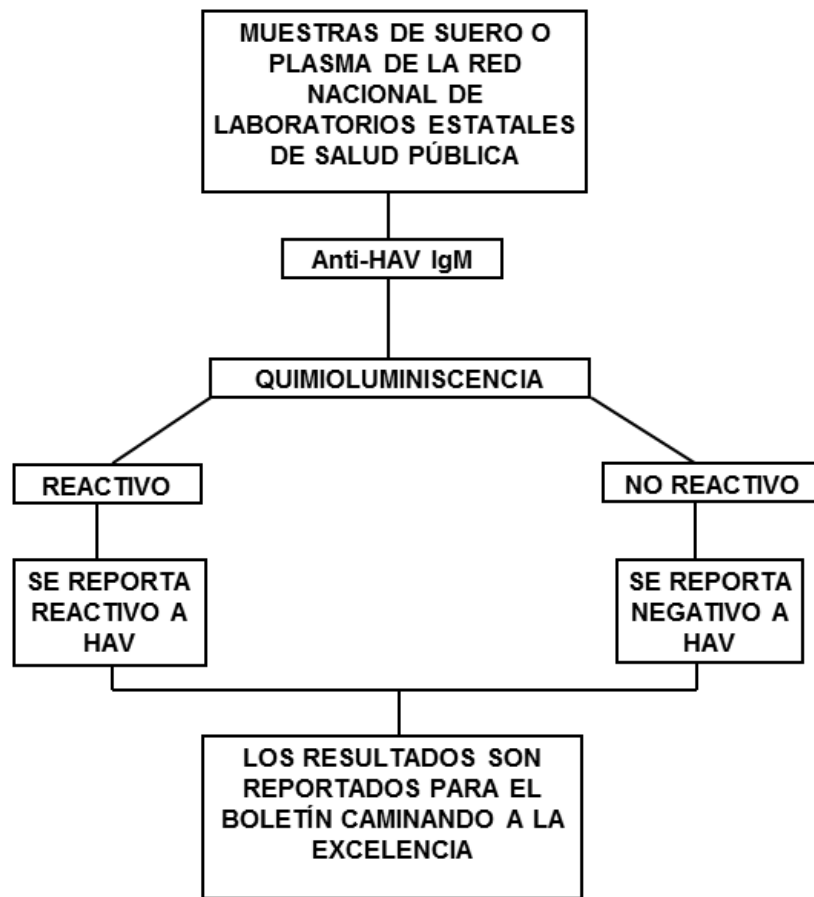 MUESTRAS DE SUERO O
PLASMA DE LA RED
NACIONAL DE
LABORATORIOS ESTATALES
DE SALUD PÚBLICA
Anti-HAV IgM
QUIMIOLUMINISCENCIA
REACTIVO
NO REACTIVO
SE REPORTA
REACTIVO A
HAV
SE REPORTA
NEGATIVO A
HAV
LOS RESULTADOS SON
REPORTADOS PARA EL
BOLETÍN CAMINANDO A LA
EXCELENCIA